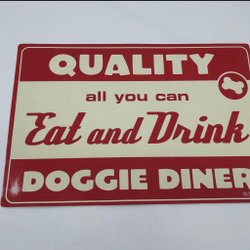 QUALITY
all you can
Eat and Drink
DOGGIE DINER